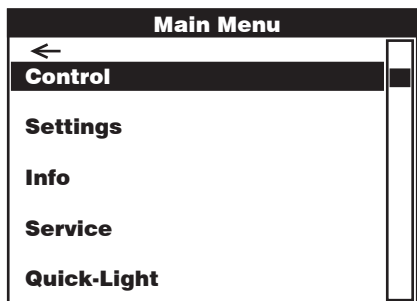 Main Menu
Control
Settings
Info
Service
Quick-Light